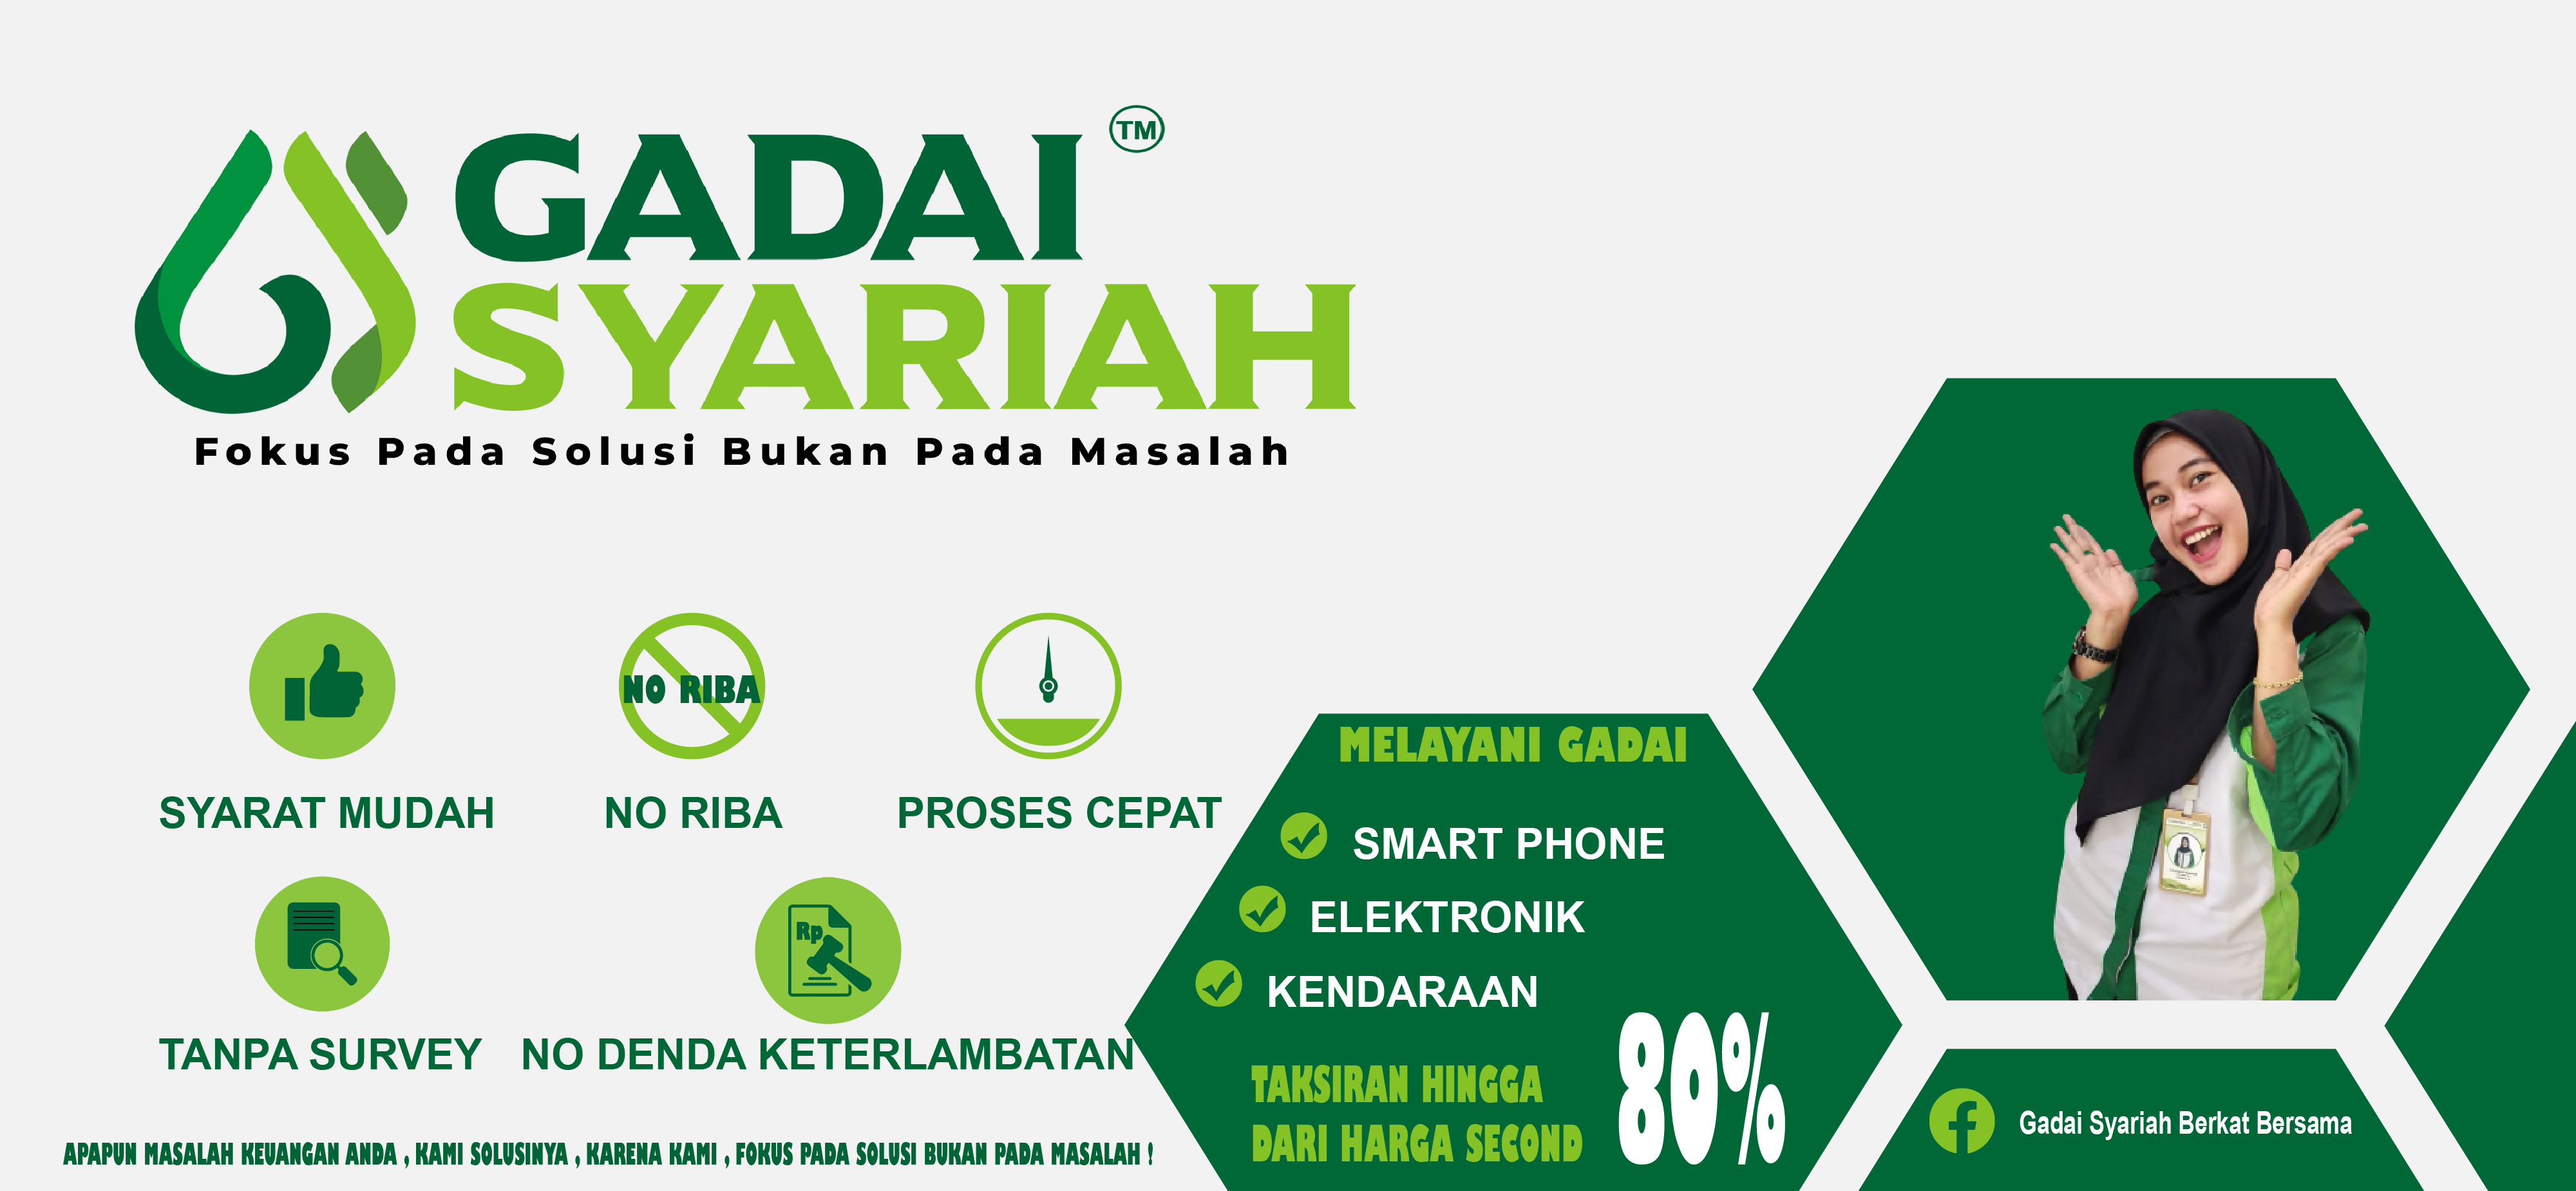 GADAI TM
SYARIAH
Fokus Pada Solusi Bukan Pada Masalah
NO RIBA
SYARAT MUDAH
NO RIBA
PROSES CEPAT
Rp
TANPA SURVEY
NO DENDA KETERLAMBATAN
APAPUN MASALAH KEUANGAN ANDA , KAMI SOLUSINYA , KARENA KAMI , FOKUS PADA SOLUSI BUKAN PADA MASALAH !
MELAYANI GADAI
SMART PHONE
ELEKTRONIK
KENDARAAN
TAKSIRAN HINGGA
DARI HARGA SECOND
80%
Gadai Syariah Berkat Bersama